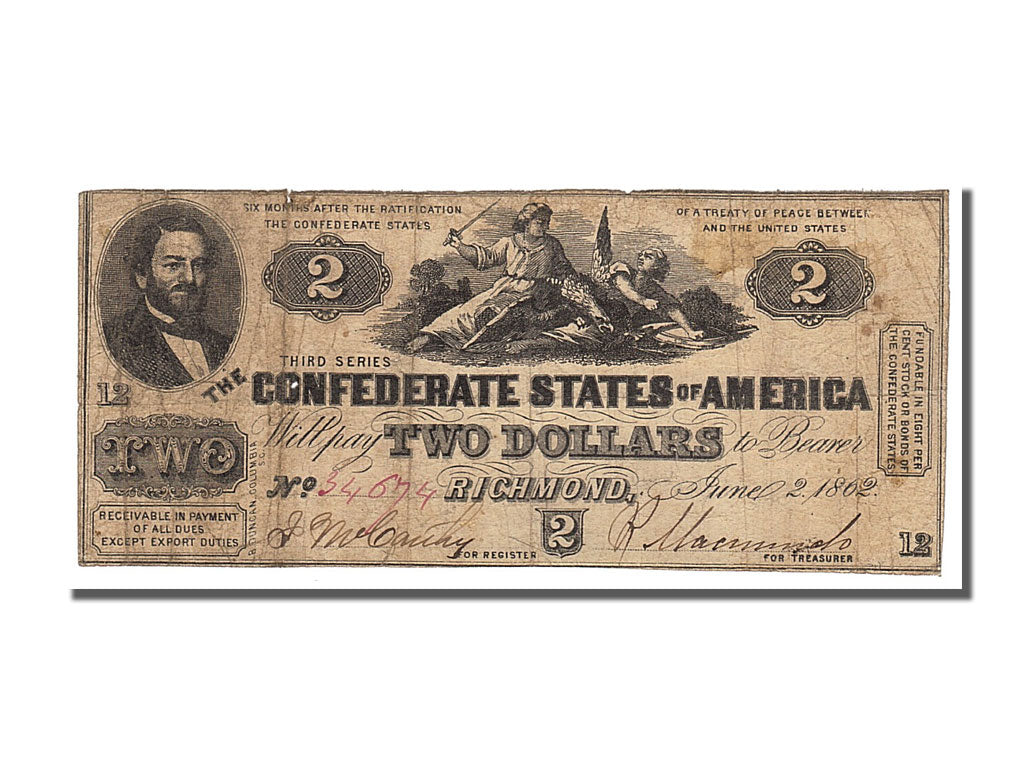 SIX MONTHS AFTER THE RATIFICATION OF A TREATY OF PEACE BETWEEN
THE CONFEDERATE STATES AND THE UNITED STATES
2 2
THIRD SERIES
12 THE CONFEDERATE STATES OF AMERICA
TWO
Will pay TWO DOLLARS to Bearer
No 34674 RICHMOND, June 2. 1862.
RECEIVABLE IN PAYMENT
OF ALL DUES
EXCEPT EXPORT DUTIES
B. DUNCAN, COLUMBIA
S.C.
J McCarthy FOR REGISTER
2
FOR TREASURER
12
FUNDABLE IN EIGHT PER
CENT STOCK OR BONDS OF
THE CONFEDERATE STATES